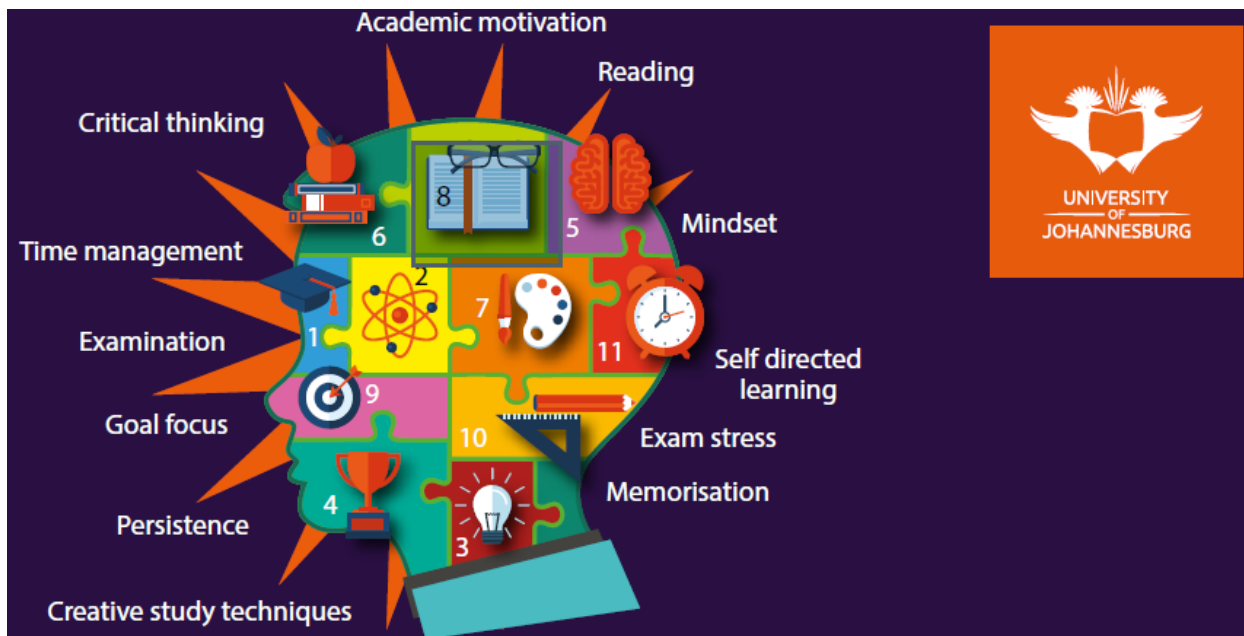 Academic motivation
Reading
Critical thinking
8
6
5
Mindset
Time management
2
7
1
11
Examination
Self directed
learning
9
Goal focus
10
Exam stress
4
Memorisation
Persistence
3
Creative study techniques
UNIVERSITY
OF
JOHANNESBURG